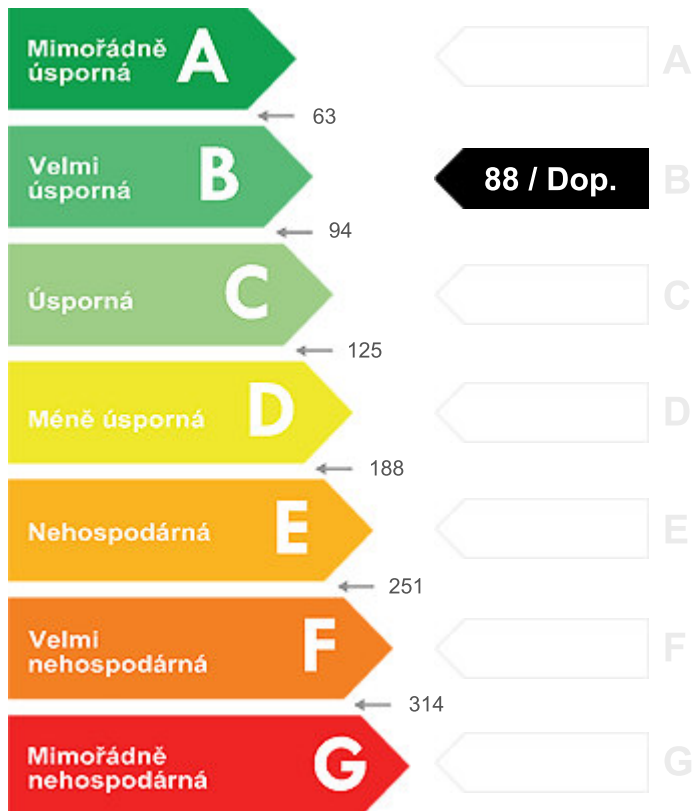 Mimořádně
úsporná
A
A
63
Velmi
úsporná
B
88 / Dop.
B
94
Úsporná
C
C
125
Méně úsporná
D
D
188
Nehospodárná
E
E
251
Velmi
nehospodárná
F
F
314
Mimořádně
nehospodárná
G
G